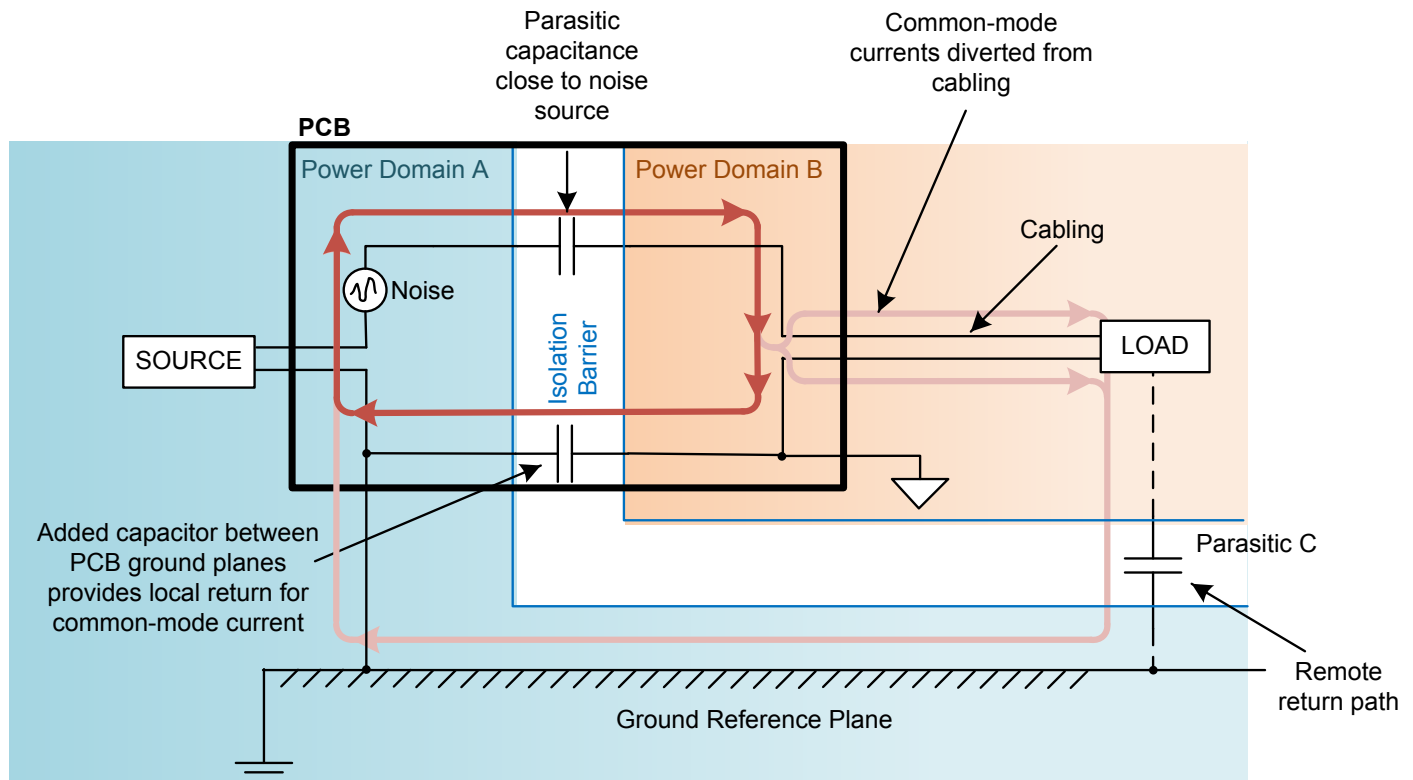 Parasitic
capacitance
close to noise
source
Common-mode
currents diverted from
cabling
PCB
Power Domain A
Power Domain B
Cabling
Noise
Isolation
Barrier
SOURCE
LOAD
Added capacitor between
PCB ground planes
provides local return for
common-mode current
Parasitic C
Remote
return path
Ground Reference Plane